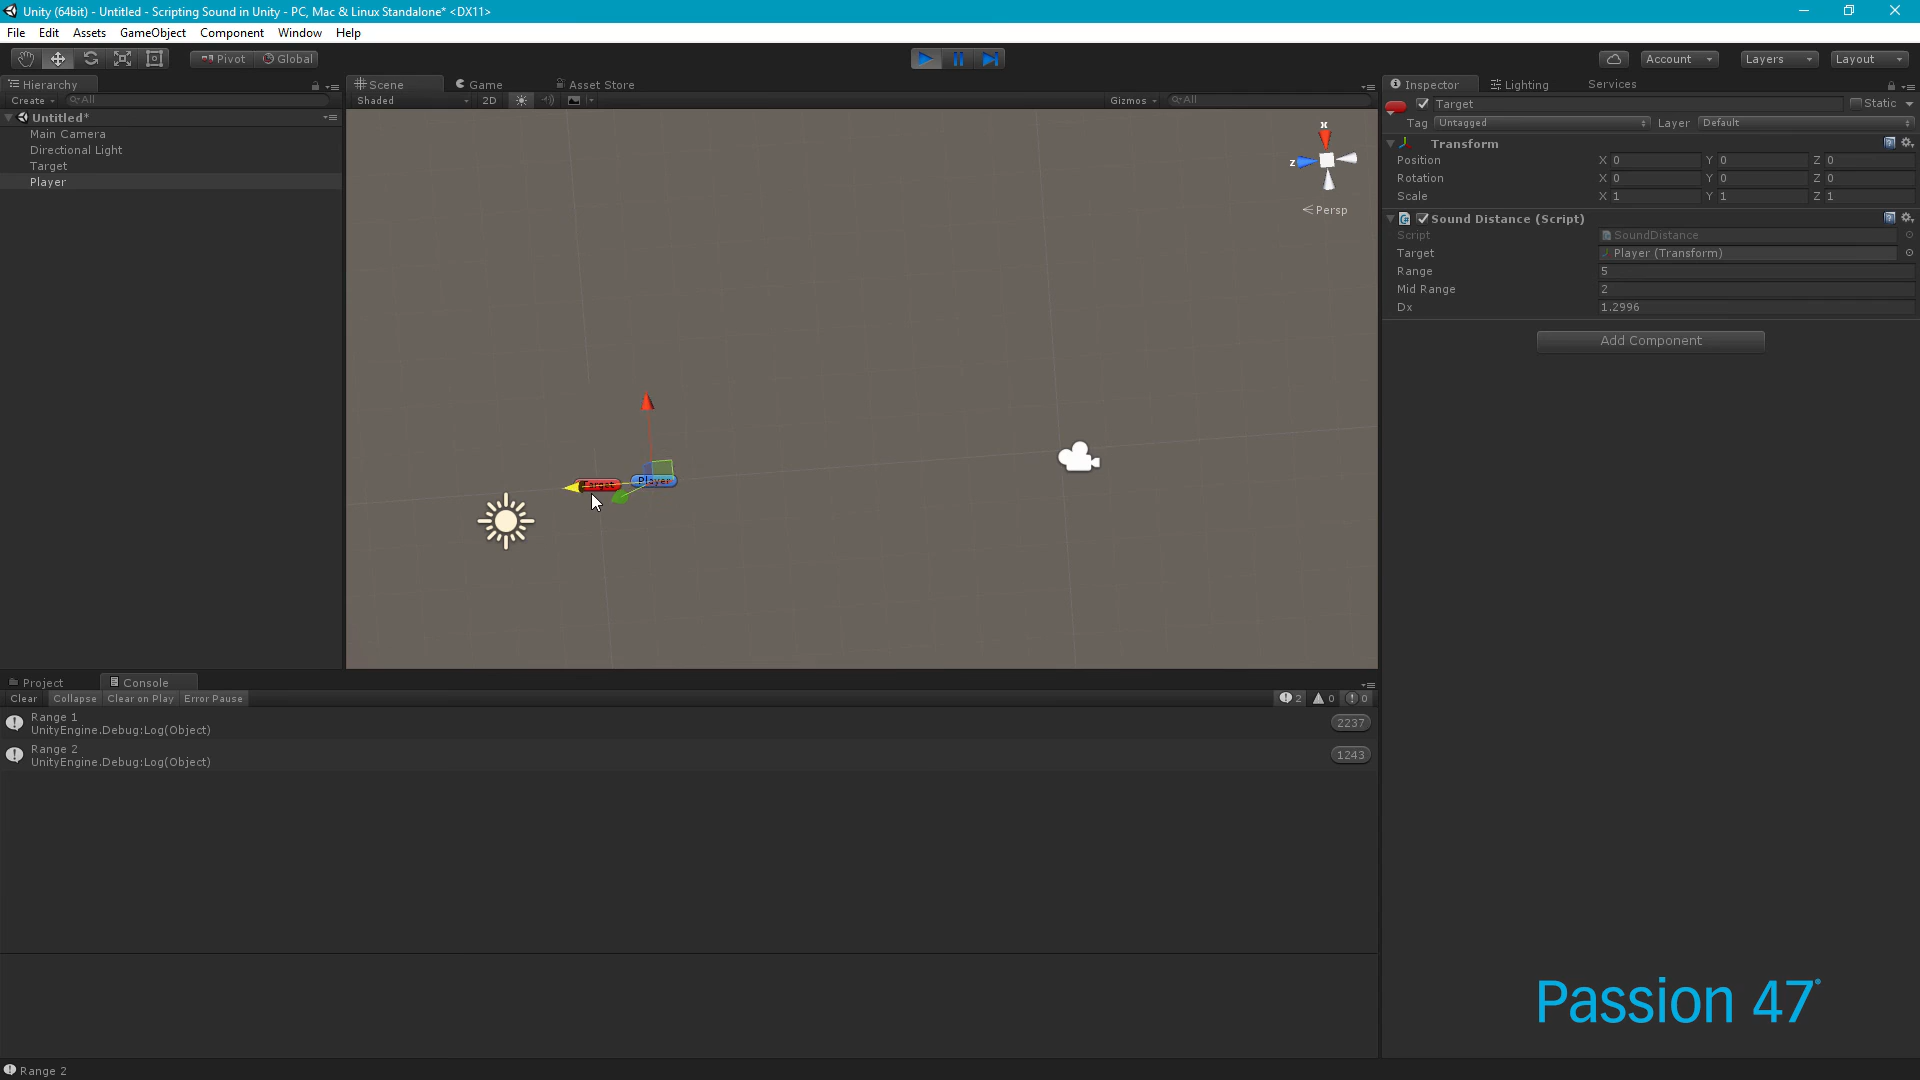 Unity (64bit) - Untitled - Scripting Sound in Unity - PC, Mac & Linux Standalone* <DX11>
File Edit Assets GameObject Component Window Help
Pivot Global Account Layers Layout
Hierarchy
Create All
Untitled*
Main Camera
Directional Light
Target
Player
Scene Game Asset Store
Shaded 2D Gizmos All
x
z
Persp
Target Player
Inspector Lighting Services
Target Static
Tag Untagged Layer Default
Transform
Position X 0 Y 0 Z 0
Rotation X 0 Y 0 Z 0
Scale X 1 Y 1 Z 1
Sound Distance (Script)
Script SoundDistance
Target Player (Transform)
Range 5
Mid Range 2
Dx 1.2996
Add Component
Project Console
Clear Collapse Clear on Play Error Pause 2 0 0
Range 1
UnityEngine.Debug:Log(Object)
2237
Range 2
UnityEngine.Debug:Log(Object)
1243
Passion 47
Range 2